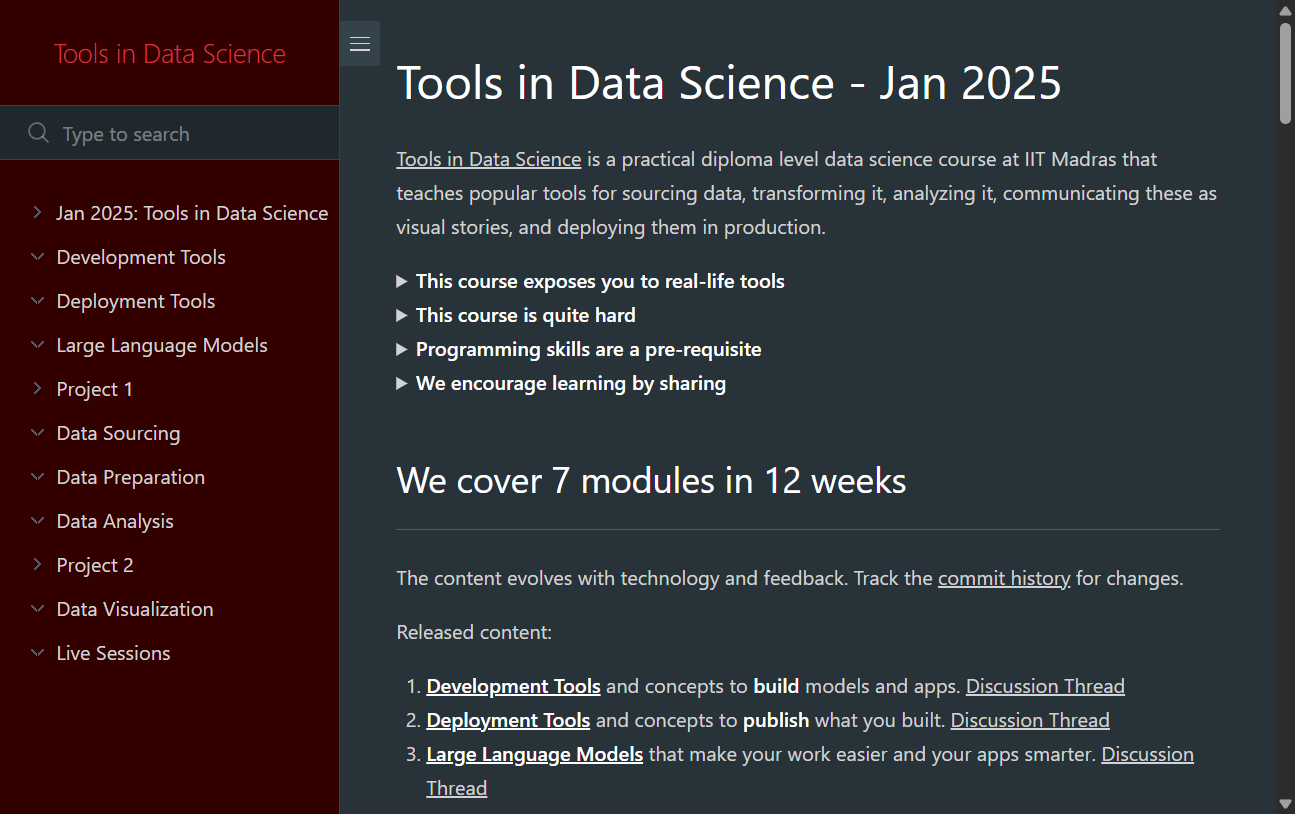 Tools in Data Science
Type to search
Jan 2025: Tools in Data Science
Development Tools
Deployment Tools
Large Language Models
Project 1
Data Sourcing
Data Preparation
Data Analysis
Project 2
Data Visualization
Live Sessions
Tools in Data Science - Jan 2025
Tools in Data Science is a practical diploma level data science course at IIT Madras that
teaches popular tools for sourcing data, transforming it, analyzing it, communicating these as
visual stories, and deploying them in production.
This course exposes you to real-life tools
This course is quite hard
Programming skills are a pre-requisite
We encourage learning by sharing
We cover 7 modules in 12 weeks
The content evolves with technology and feedback. Track the commit history for changes.
Released content:
1. Development Tools and concepts to build models and apps. Discussion Thread
2. Deployment Tools and concepts to publish what you built. Discussion Thread
3. Large Language Models that make your work easier and your apps smarter. Discussion
Thread